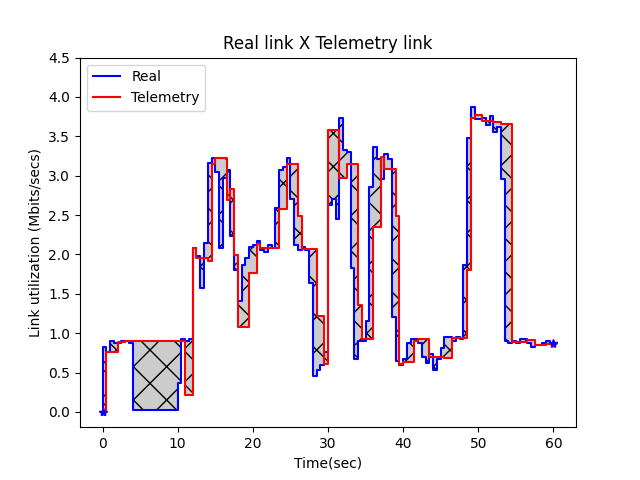 Real link X Telemetry link
Real
Telemetry
Link utilization (Mbits/secs)
4.5
4.0
3.5
3.0
2.5
2.0
1.5
1.0
0.5
0.0
0 10 20 30 40 50 60
Time(sec)